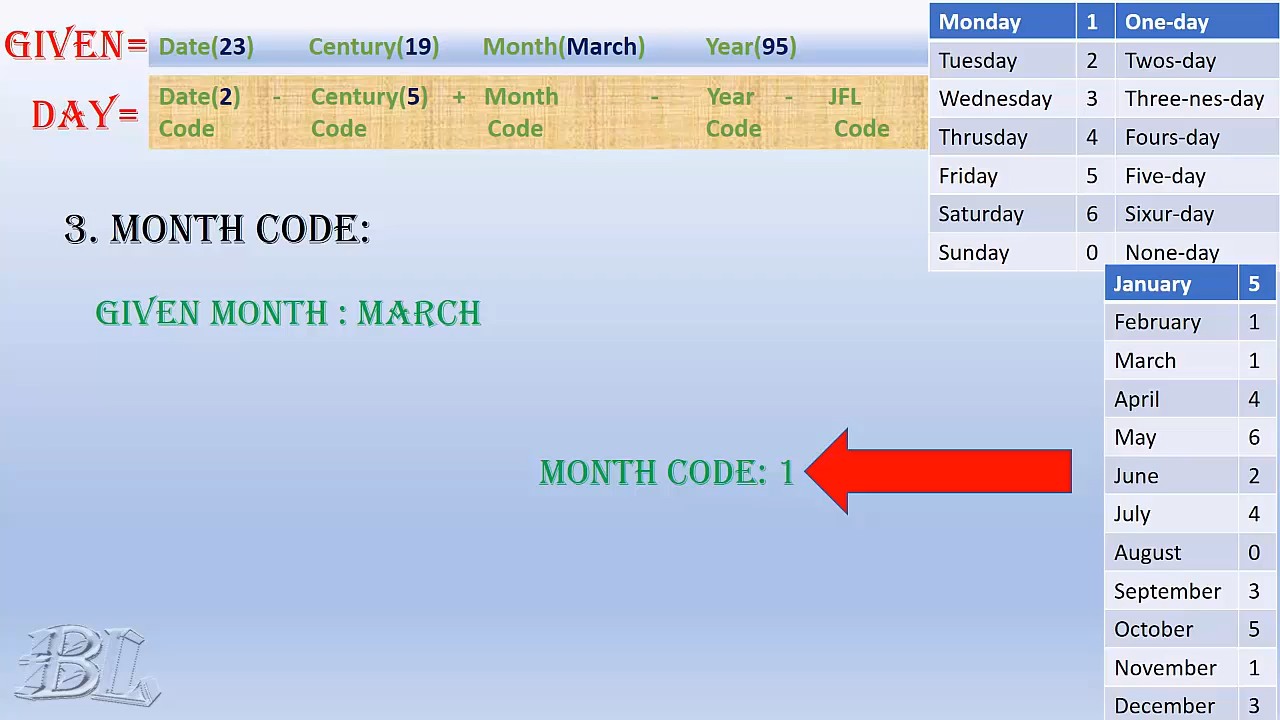 GIVEN= Date(23) Century(19) Month(March) Year(95)
DAY= Date(2) - Century(5) + Month - Year - JFL
Code Code Code Code Code
3. MONTH CODE:
GIVEN MONTH : MARCH
MONTH CODE: 1
Monday 1 One-day
Tuesday 2 Twos-day
Wednesday 3 Three-nes-day
Thrusday 4 Fours-day
Friday 5 Five-day
Saturday 6 Sixur-day
Sunday 0 None-day
January 5
February 1
March 1
April 4
May 6
June 2
July 4
August 0
September 3
October 5
November 1
December 3
BL